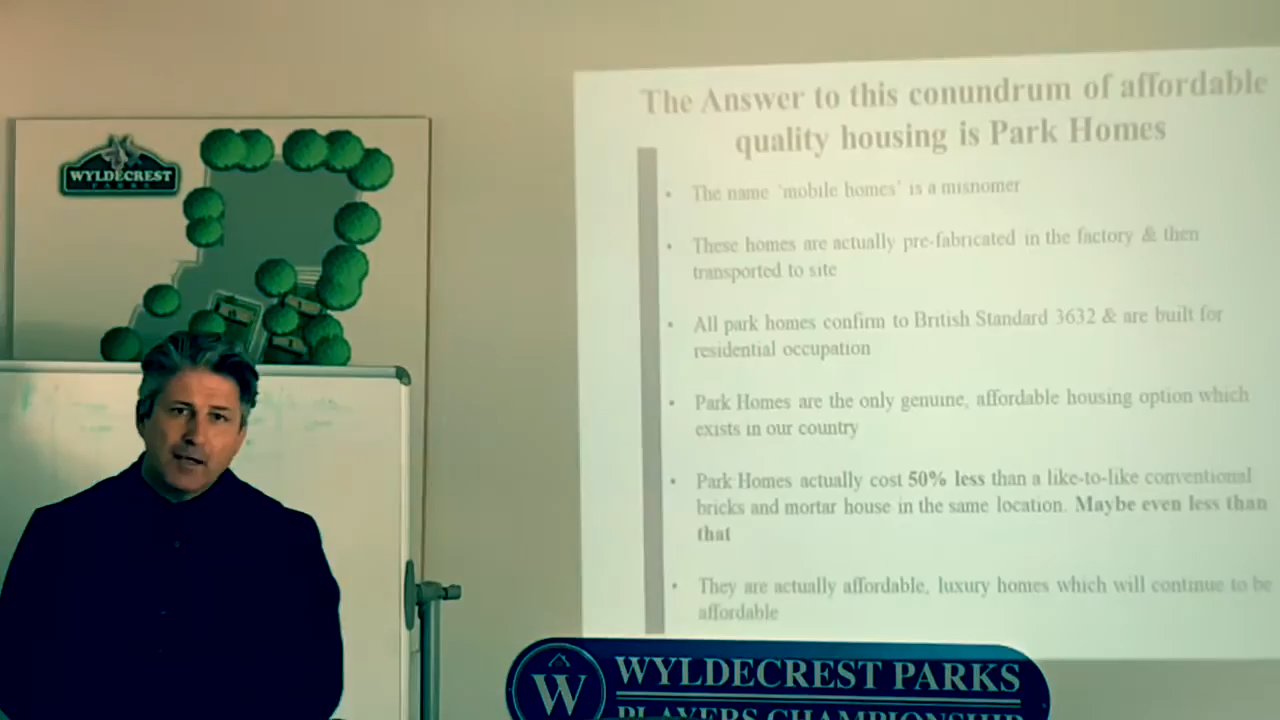 WYLDECREST
PARKS
The Answer to this conundrum of affordable
quality housing is Park Homes
• The name 'mobile homes' is a misnomer
• These homes are actually pre-fabricated in the factory & then
transported to site
• All park homes confirm to British Standard 3632 & are built for
residential occupation
• Park Homes are the only genuine, affordable housing option which
exists in our country
• Park Homes actually cost 50% less than a like-to-like conventional
bricks and mortar house in the same location. Maybe even less than
that
• They are actually affordable, luxury homes which will continue to be
affordable
W
WYLDECREST PARKS
PLAYERS CHAMPIONSHIP